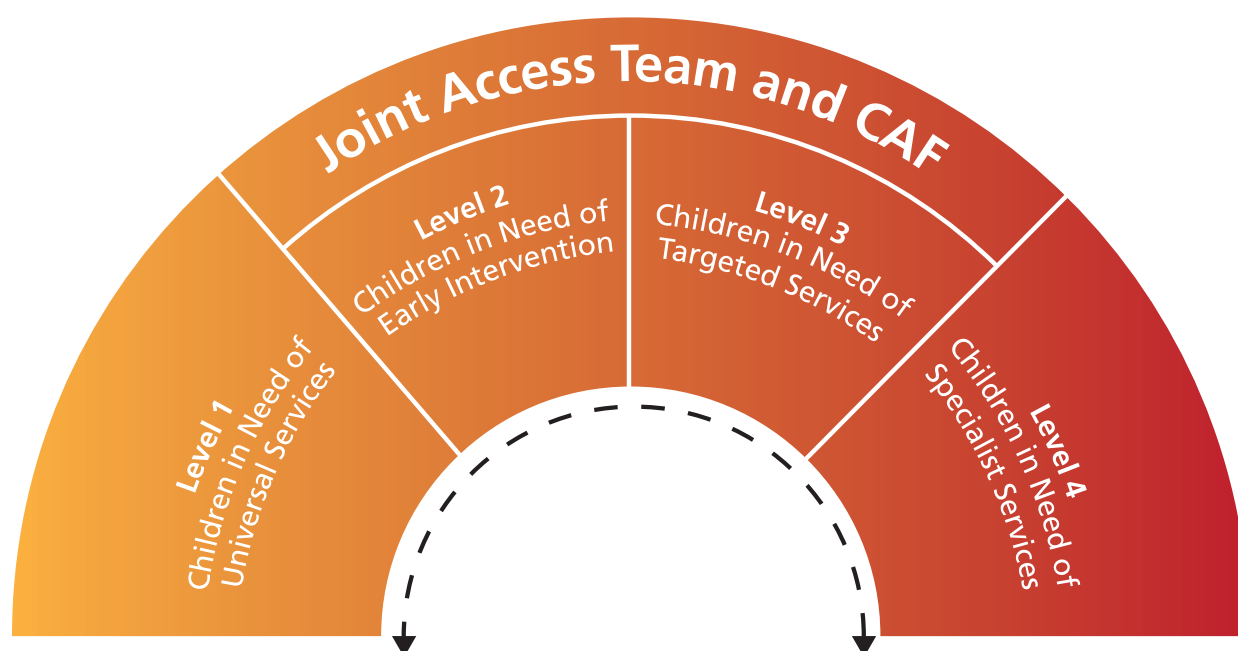 Joint Access Team and CAF
Level 1
Children in Need of
Universal Services
Level 2
Children in Need of
Early Intervention
Level 3
Children in Need of
Targeted Services
Level 4
Children in Need of
Specialist Services